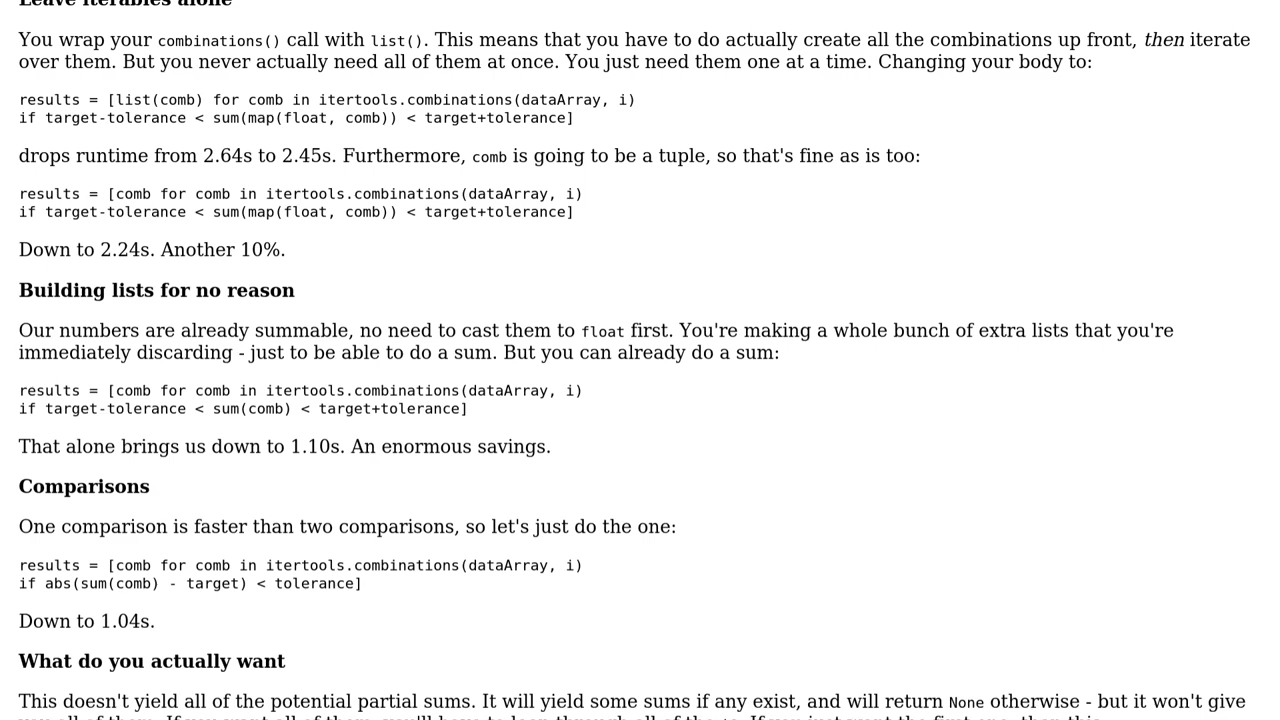 Leave iterables alone
You wrap your combinations() call with list(). This means that you have to do actually create all the combinations up front, then iterate
over them. But you never actually need all of them at once. You just need them one at a time. Changing your body to:
results = [list(comb) for comb in itertools.combinations(dataArray, i)
if target-tolerance < sum(map(float, comb)) < target+tolerance]
drops runtime from 2.64s to 2.45s. Furthermore, comb is going to be a tuple, so that's fine as is too:
results = [comb for comb in itertools.combinations(dataArray, i)
if target-tolerance < sum(map(float, comb)) < target+tolerance]
Down to 2.24s. Another 10%.
Building lists for no reason
Our numbers are already summable, no need to cast them to float first. You're making a whole bunch of extra lists that you're
immediately discarding - just to be able to do a sum. But you can already do a sum:
results = [comb for comb in itertools.combinations(dataArray, i)
if target-tolerance < sum(comb) < target+tolerance]
That alone brings us down to 1.10s. An enormous savings.
Comparisons
One comparison is faster than two comparisons, so let's just do the one:
results = [comb for comb in itertools.combinations(dataArray, i)
if abs(sum(comb) - target) < tolerance]
Down to 1.04s.
What do you actually want
This doesn't yield all of the potential partial sums. It will yield some sums if any exist, and will return None otherwise - but it won't give